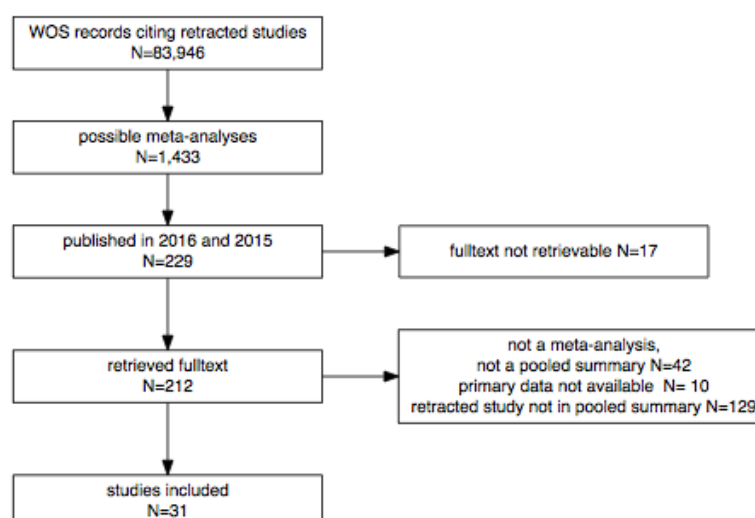 WOS records citing retracted studies
N=83,946
possible meta-analyses
N=1,433
published in 2016 and 2015
N=229
fulltext not retrievable N=17
retrieved fulltext
N=212
not a meta-analysis,
not a pooled summary N=42
primary data not available N= 10
retracted study not in pooled summary N=129
studies included
N=31